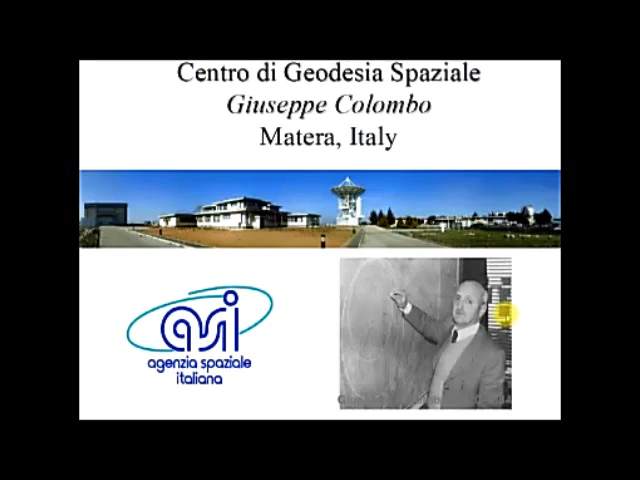 Centro di Geodesia Spaziale
Giuseppe Colombo
Matera, Italy
asi
agenzia spaziale
italiana